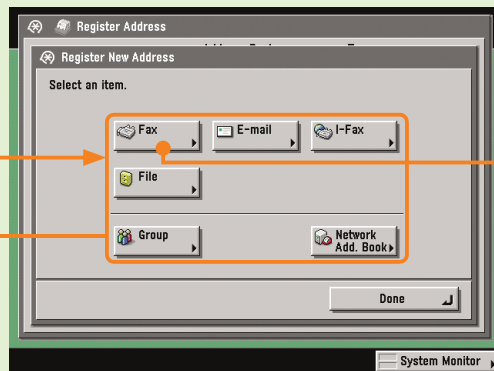 Register Address
Register New Address
Select an item.
Fax
E-mail
I-Fax
File
Group
Network
Add. Book
Done
System Monitor